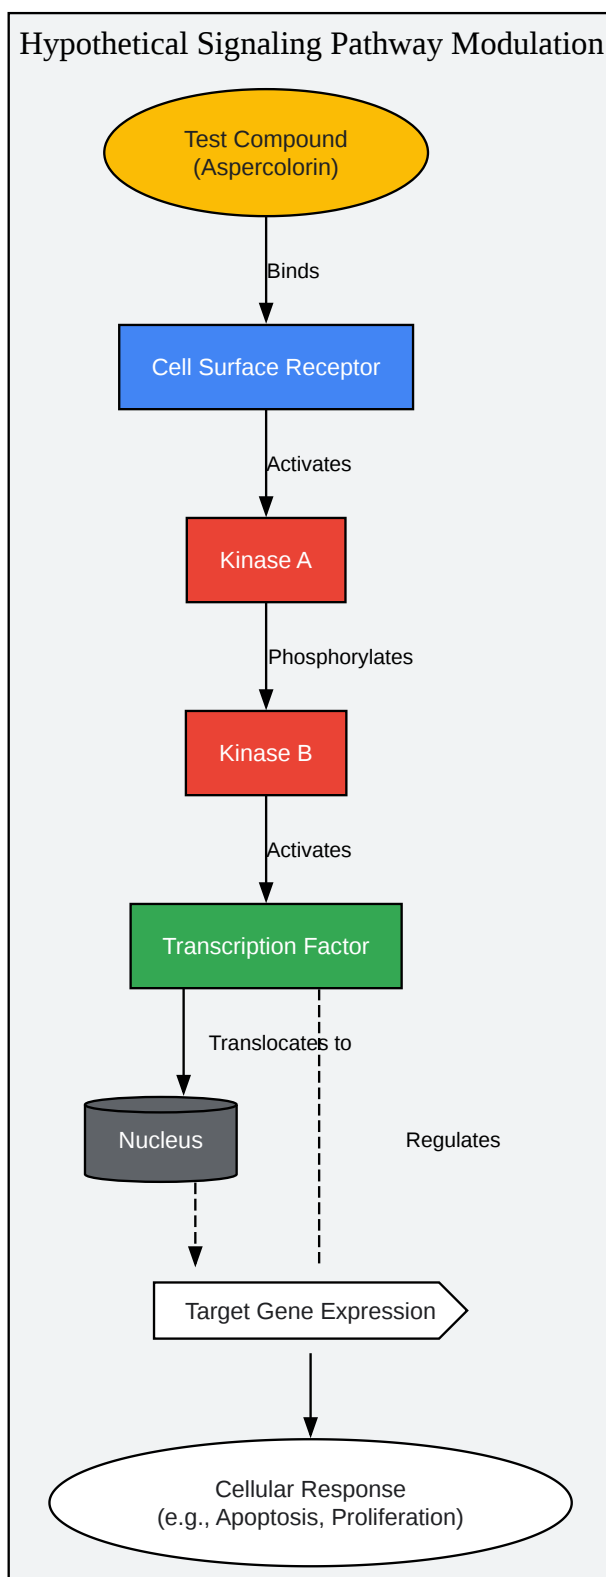 Hypothetical Signaling Pathway Modulation
Test Compound
(Aspercolorin)
Binds
Cell Surface Receptor
Activates
Kinase A
Phosphorylates
Kinase B
Activates
Transcription Factor
Translocates to
Nucleus
Regulates
Target Gene Expression
Cellular Response
(e.g., Apoptosis, Proliferation)